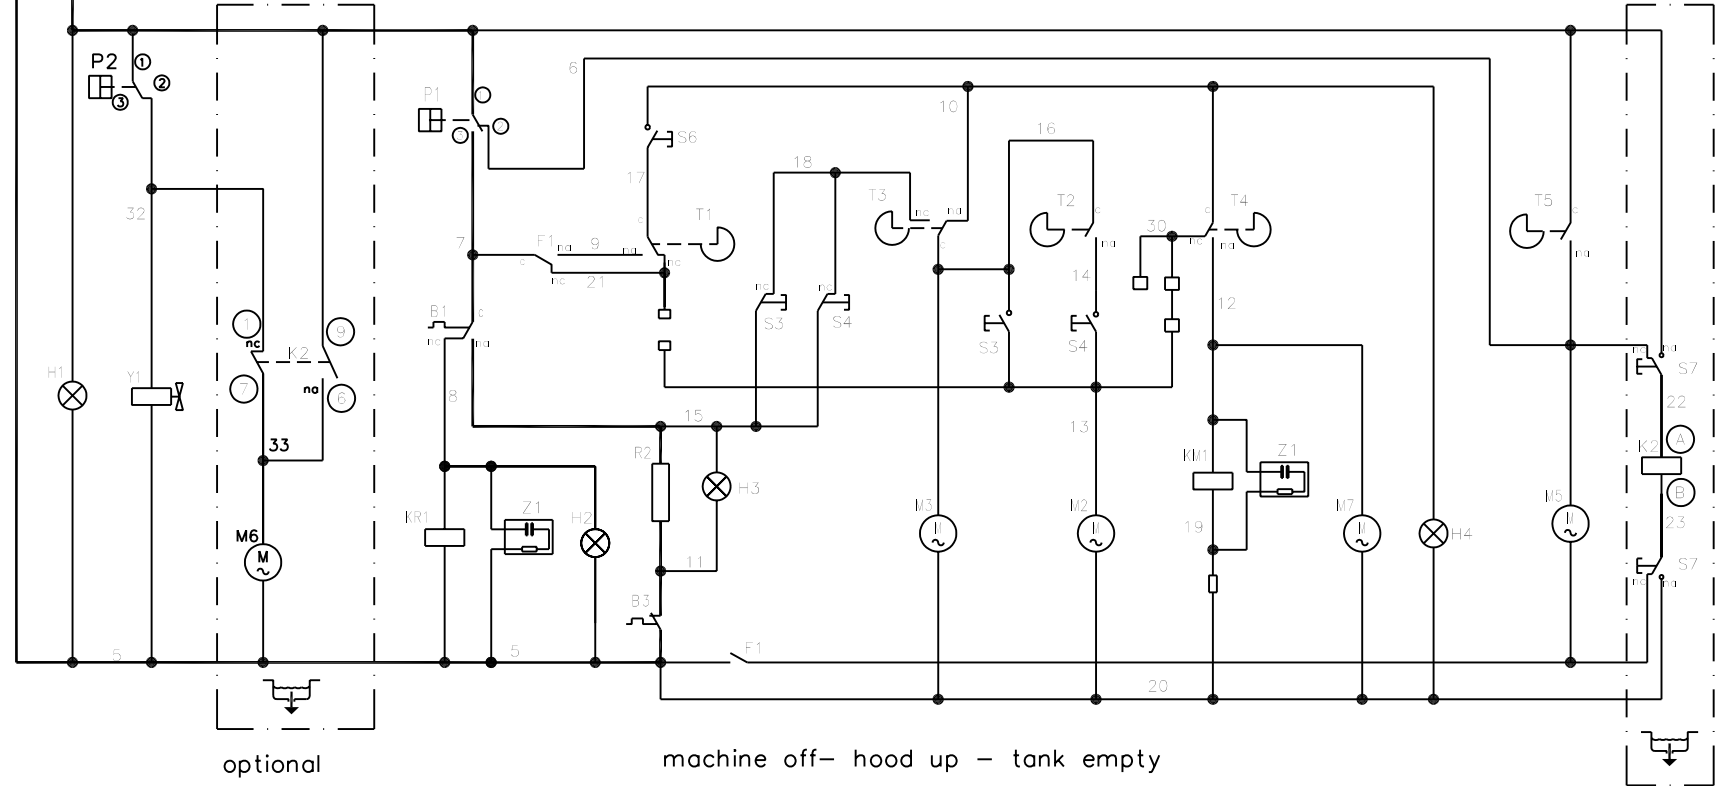 P2 1
2
3
6
P1 1
2
3
10
16
S6
18
17
T3 nc na
T2 c
c T4
T5 c
32
c T1
30
7 F1 na 9 na
c nc
c
na
nc na
na
c nc 21
14
B1 c
nc nc
12
1 9
S3 S4
nc K2
nc na
S3 S4
nc na
S7
H1 Y1 7 na 6
8
22
15
13
33
R2
KM1 Z1
K2 A
H3
B
M6
KR1 Z1 H2
M3 M2 19 M7 M5
M
M M M H4 M
23
11
S7
nc na
B3
5 5 F1
20
optional machine off- hood up - tank empty